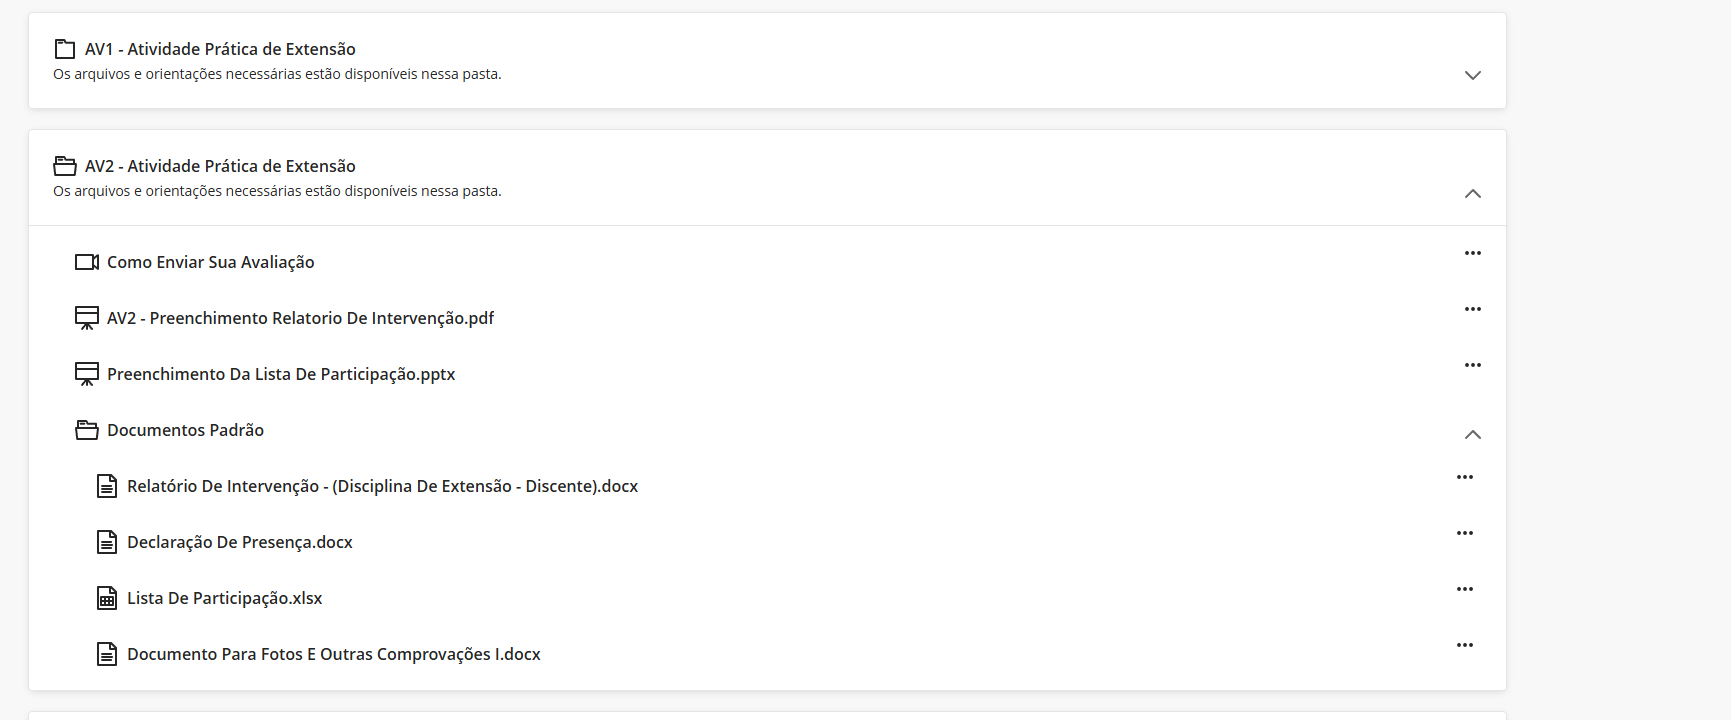 AV1 - Atividade Prática de Extensão
Os arquivos e orientações necessárias estão disponíveis nessa pasta.
AV2 - Atividade Prática de Extensão
Os arquivos e orientações necessárias estão disponíveis nessa pasta.
Como Enviar Sua Avaliação
AV2 - Preenchimento Relatorio De Intervenção.pdf
Preenchimento Da Lista De Participação.pptx
Documentos Padrão
Relatório De Intervenção - (Disciplina De Extensão - Discente).docx
Declaração De Presença.docx
Lista De Participação.xlsx
Documento Para Fotos E Outras Comprovações I.docx